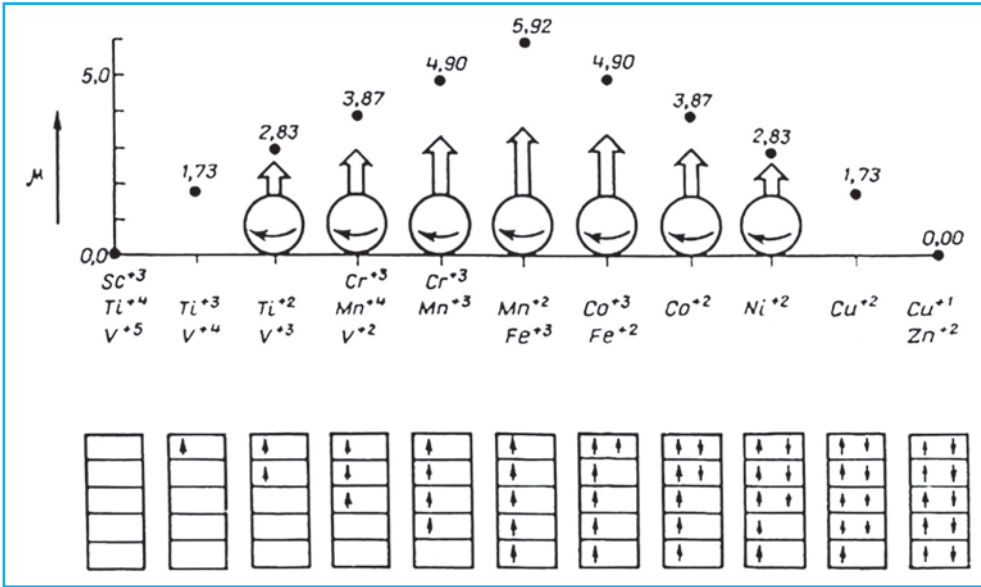 5,92
4,90 4,90
5,0
3,87 3,87
2,83 2,83
μ
1,73 1,73
0,0 0,00
Sc⁺³ Cr⁺³ Cr⁺³
Ti⁺⁴ Ti⁺³ Ti⁺² Mn⁺⁴ Mn⁺³ Mn⁺² Co⁺³ Co⁺² Ni⁺² Cu⁺² Cu⁺¹
V⁺⁵ V⁺⁴ V⁺³ V⁺² Fe⁺³ Fe⁺² Zn⁺²